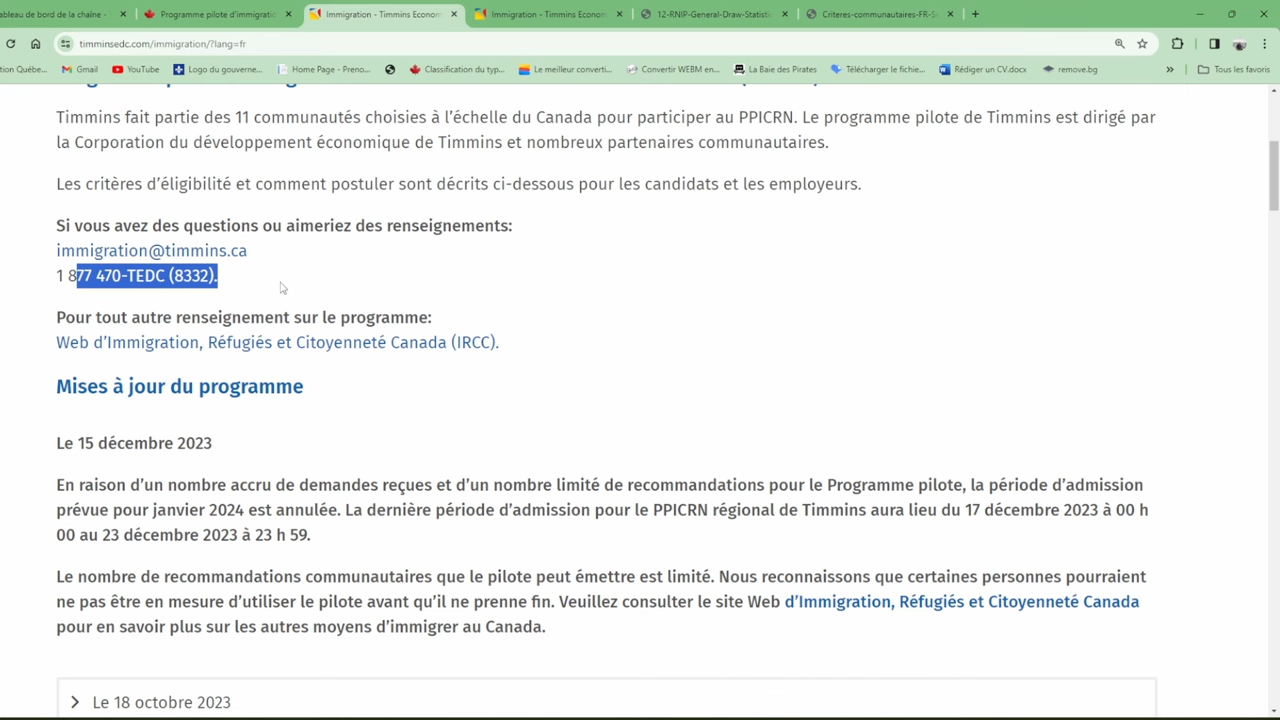 ableau de bord de la chaîne -
Programme pilote d'immigrati
Immigration - Timmins Econom
Immigration - Timmins Econom
12-RNIP-General-Draw-Statisti
Criteres-communautaires-FR-S
timminsedc.com/immigration/?lang=fr
tion Québe...
Gmail
YouTube
Logo du gouverne...
Home Page - Preno...
Classification du typ...
Le meilleur converti...
Convertir WEBM en...
La Baie des Pirates
Télécharger le fichie...
Rédiger un CV.docx
remove.bg
»
Tous les favoris
Timmins fait partie des 11 communautés choisies à l'échelle du Canada pour participer au PPICRN. Le programme pilote de Timmins est dirigé par
la Corporation du développement économique de Timmins et nombreux partenaires communautaires.
Les critères d'éligibilité et comment postuler sont décrits ci-dessous pour les candidats et les employeurs.
Si vous avez des questions ou aimeriez des renseignements:
immigration@timmins.ca
1 877 470-TEDC (8332).
Pour tout autre renseignement sur le programme:
Web d'Immigration, Réfugiés et Citoyenneté Canada (IRCC).
Mises à jour du programme
Le 15 décembre 2023
En raison d'un nombre accru de demandes reçues et d'un nombre limité de recommandations pour le Programme pilote, la période d'admission
prévue pour janvier 2024 est annulée. La dernière période d'admission pour le PPICRN régional de Timmins aura lieu du 17 décembre 2023 à 00 h
00 au 23 décembre 2023 à 23 h 59.
Le nombre de recommandations communautaires que le pilote peut émettre est limité. Nous reconnaissons que certaines personnes pourraient
ne pas être en mesure d'utiliser le pilote avant qu'il ne prenne fin. Veuillez consulter le site Web d'Immigration, Réfugiés et Citoyenneté Canada
pour en savoir plus sur les autres moyens d'immigrer au Canada.
Le 18 octobre 2023